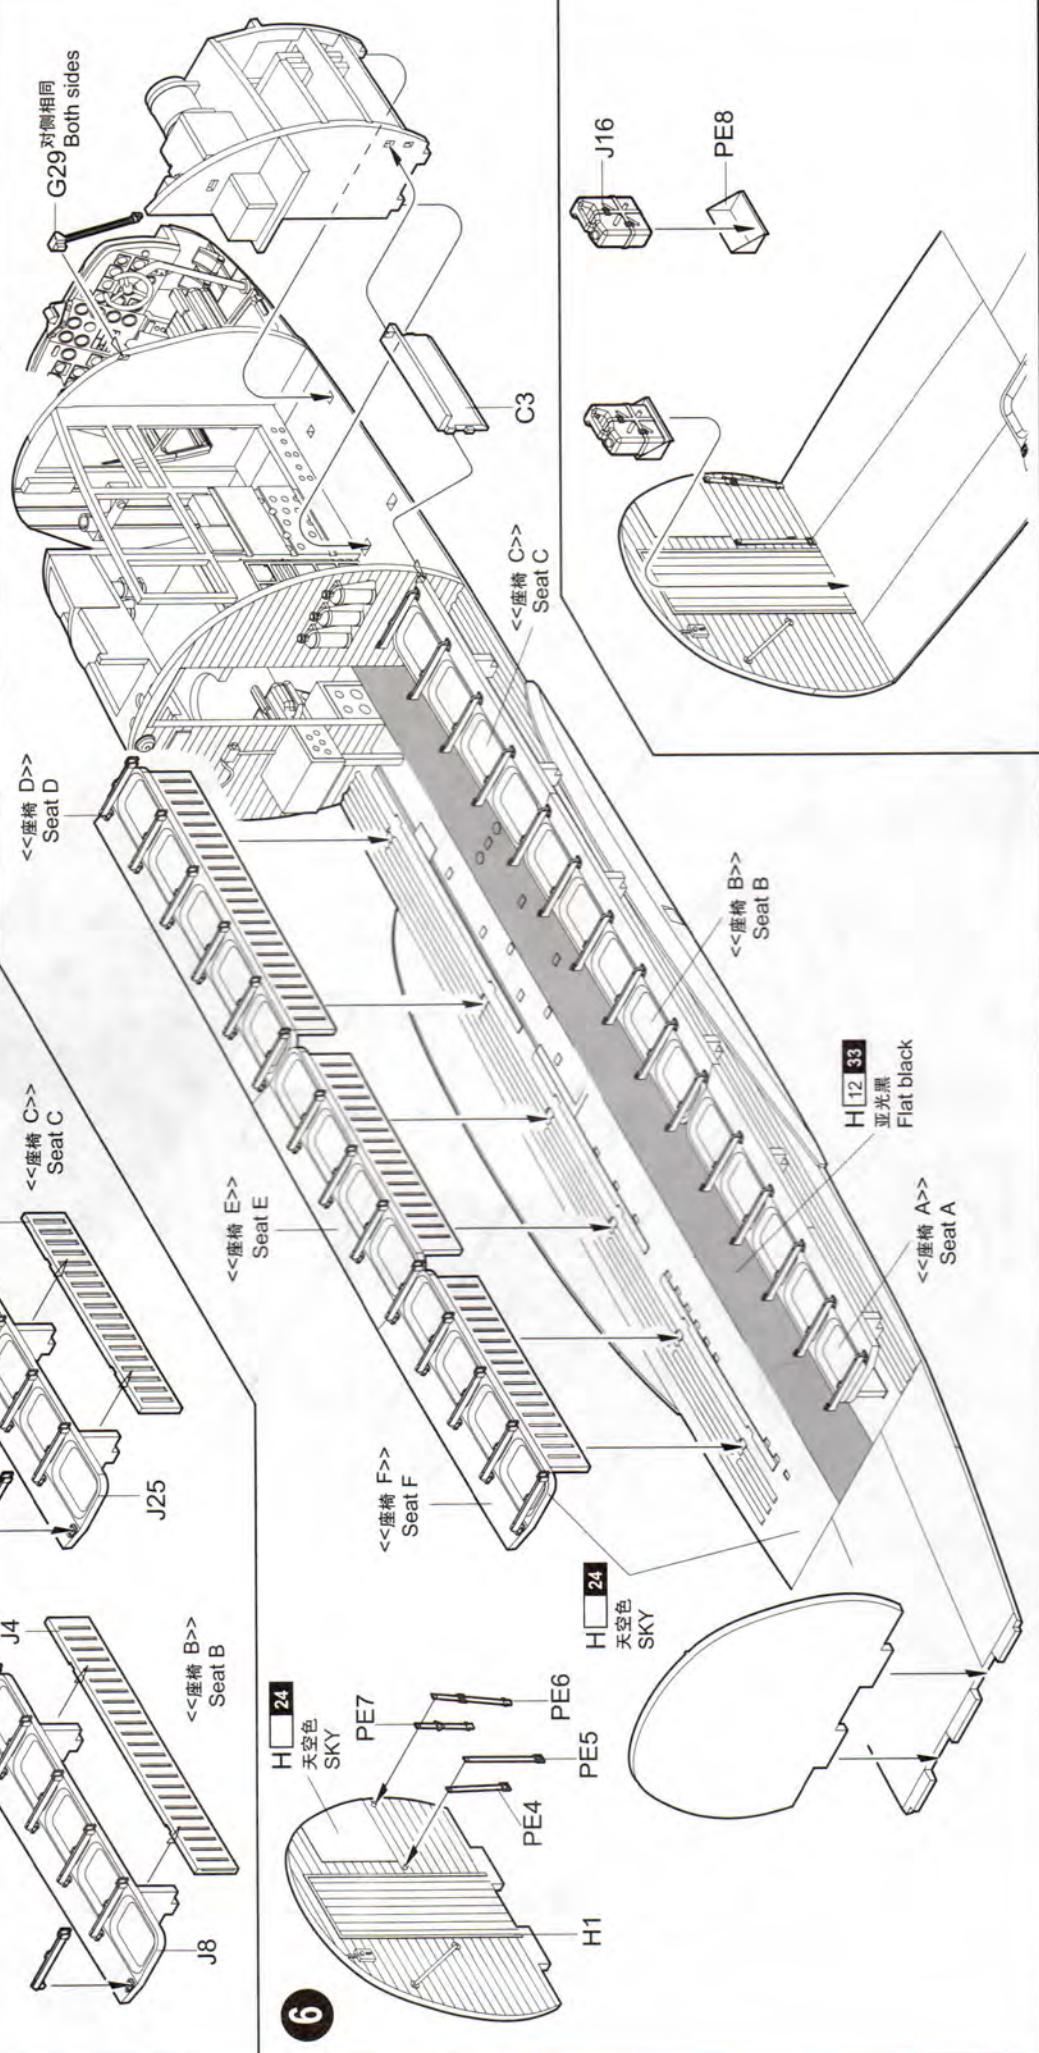 J4
J8
<<座椅 B>>
Seat B
J25
<<座椅 C>>
Seat C
6
H 24
天空色
SKY
PE7
PE6
PE5
PE4
H1
<<座椅 F>>
Seat F
<<座椅 E>>
Seat E
<<座椅 D>>
Seat D
G29 对侧相同
Both sides
H 24
天空色
SKY
<<座椅 A>>
Seat A
H 12 33
亚光黑
Flat black
<<座椅 B>>
Seat B
<<座椅 C>>
Seat C
C3
J16
PE8